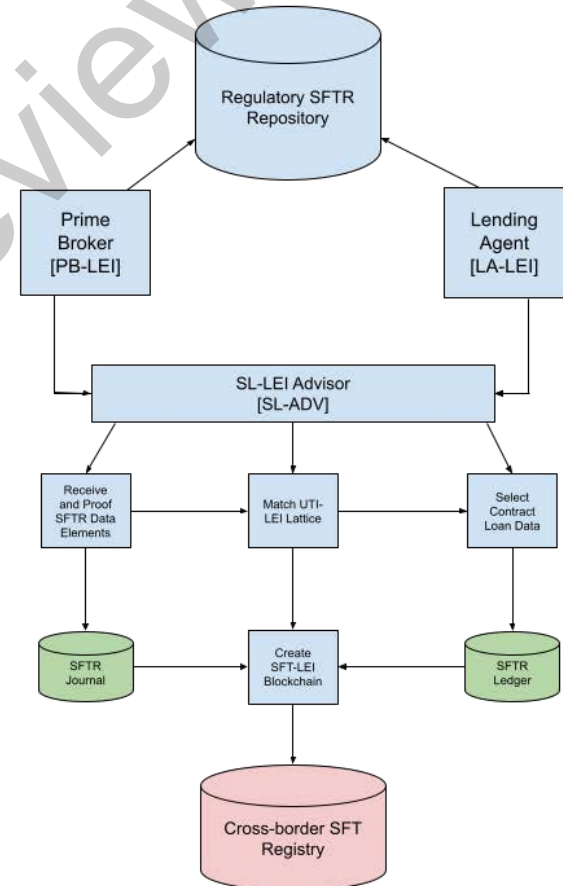 Regulatory SFTR
Repository
Prime
Broker
[PB-LEI]
Lending
Agent
[LA-LEI]
SL-LEI Advisor
[SL-ADV]
Receive
and Proof
SFTR Data
Elements
Match UTI-
LEI Lattice
Select
Contract
Loan Data
SFTR
Journal
Create
SFT-LEI
Blockchain
SFTR
Ledger
Cross-border SFT
Registry